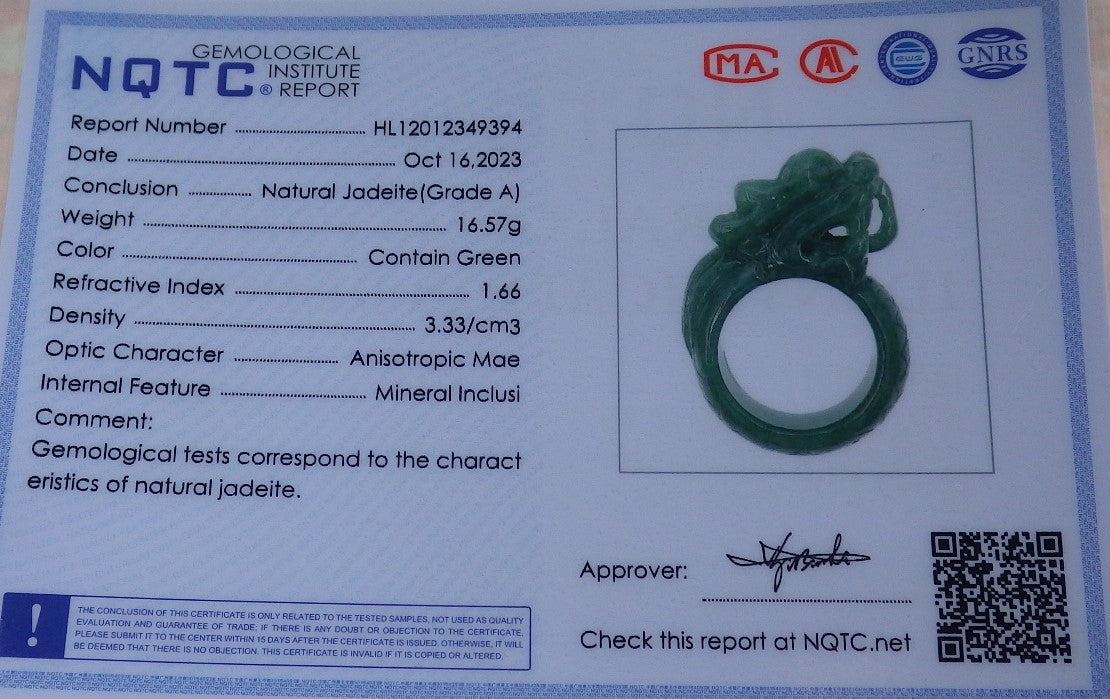 NQTC® GEMOLOGICAL
INSTITUTE
REPORT
MA
GNRS
Report Number HL12012349394
Date Oct 16,2023
Conclusion Natural Jadeite(Grade A)
Weight 16.57g
Color Contain Green
Refractive Index 1.66
Density 3.33/cm3
Optic Character Anisotropic Mae
Internal Feature Mineral Inclusi
Comment:
Gemological tests correspond to the charact
eristics of natural jadeite.
Approver:
Check this report at NQTC.net
!
THE CONCLUSION OF THIS CERTIFICATE IS ONLY RELATED TO THE TESTED SAMPLES, NOT USED AS QUALITY
EVALUATION AND GUARANTEE OF TRADE; IF THERE IS ANY DOUBT OR OBJECTION TO THE CERTIFICATE,
PLEASE SUBMIT IT TO THE CENTER WITHIN 15 DAYS AFTER THE CERTIFICATE IS ISSUED. OTHERWISE, IT WILL
BE DEEMED THAT THERE IS NO OBJECTION. THIS CERTIFICATE IS INVALID IF IT IS COPIED OR ALTERED.